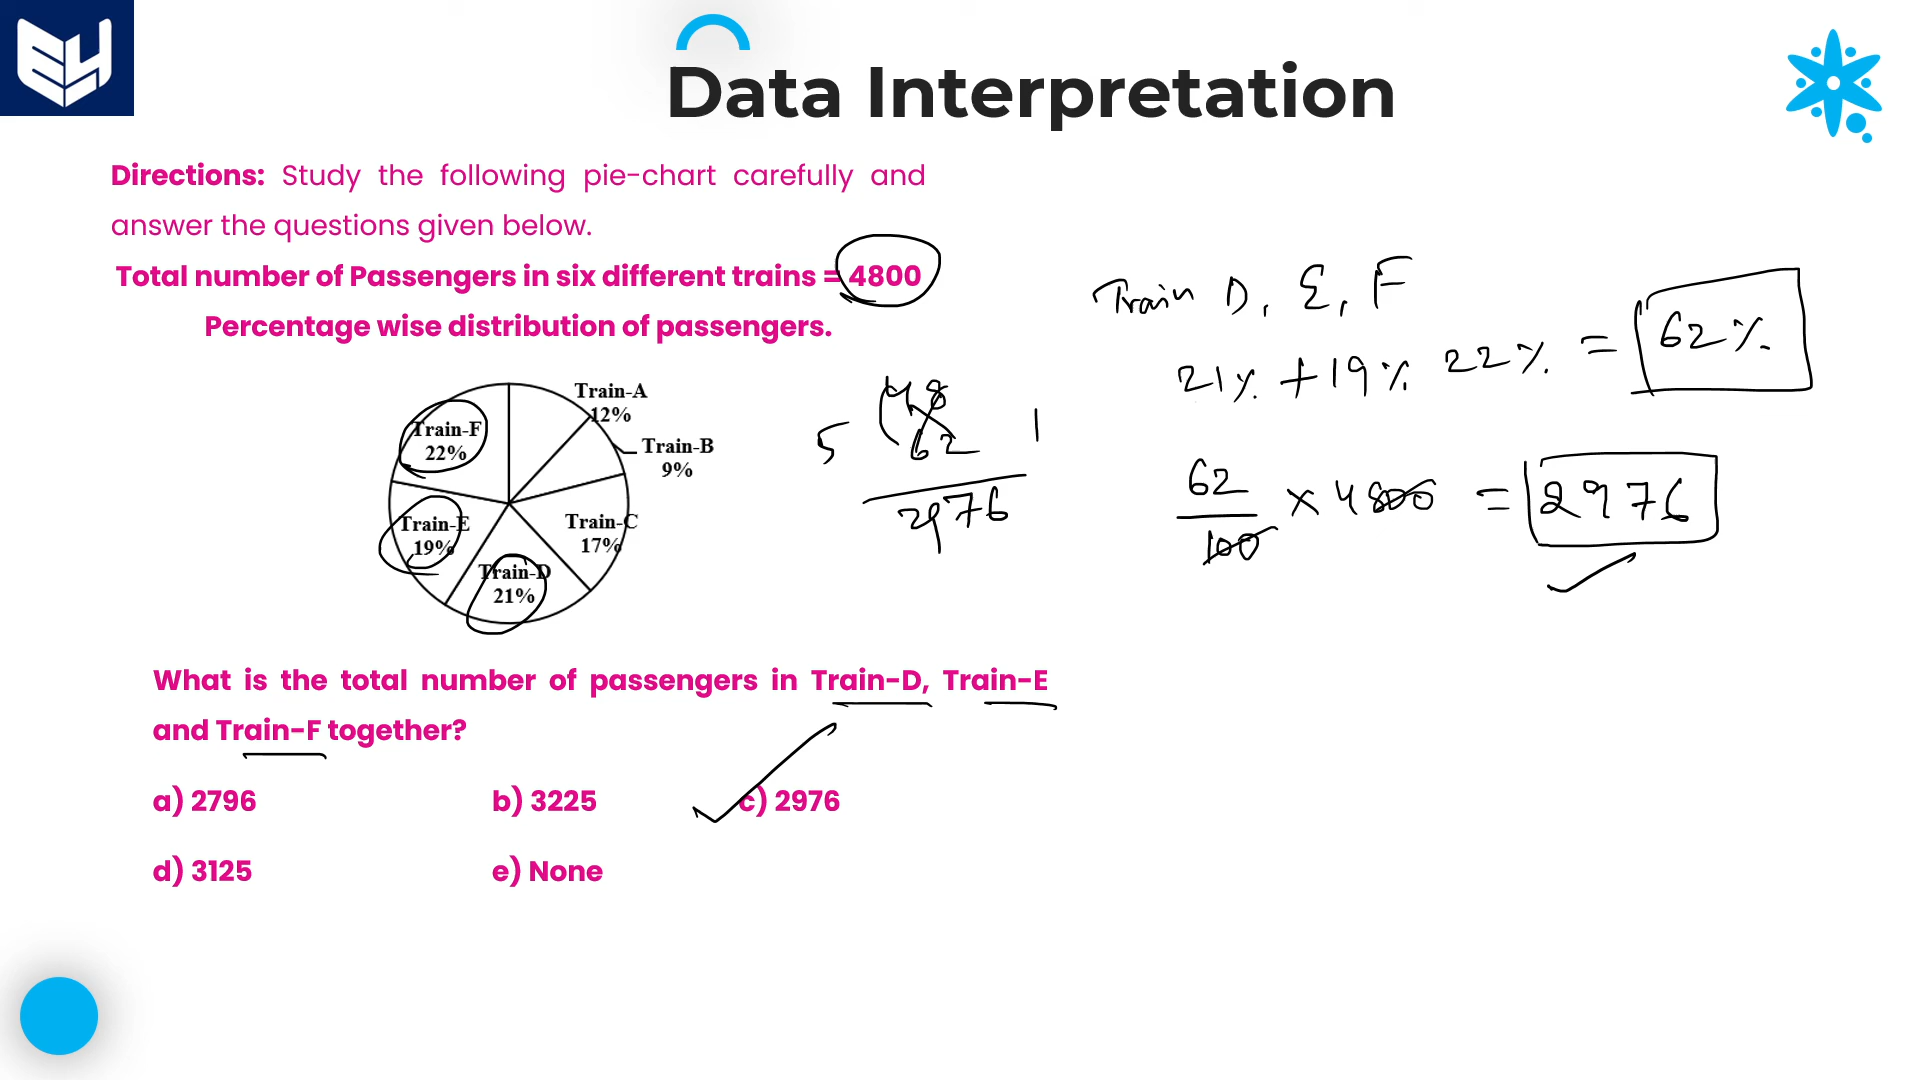 EY
Data Interpretation
Directions: Study the following pie-chart carefully and
answer the questions given below.
Total number of Passengers in six different trains = 4800
Percentage wise distribution of passengers.
Train-A
12%
Train-B
9%
Train-C
17%
Train-D
21%
Train-E
19%
Train-F
22%
5 48 1
62
2976
Train D, E, F
21% + 19% 22% = 62%
62
100
× 4800 = 2976
What is the total number of passengers in Train-D, Train-E
and Train-F together?
a) 2796 b) 3225 c) 2976
d) 3125 e) None